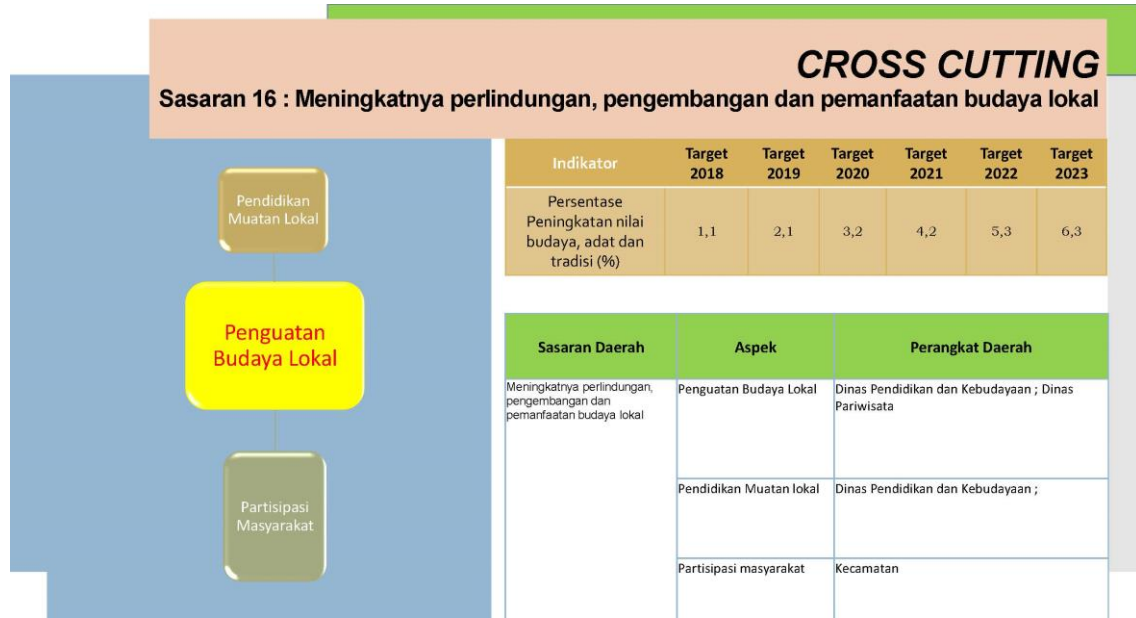 CROSS CUTTING
Sasaran 16 : Meningkatnya perlindungan, pengembangan dan pemanfaatan budaya lokal
Pendidikan
Muatan Lokal
Penguatan
Budaya Lokal
Partisipasi
Masyarakat
Indikator Target 2018 Target 2019 Target 2020 Target 2021 Target 2022 Target 2023
Persentase
Peningkatan nilai
budaya, adat dan
tradisi (%)
1,1 2,1 3,2 4,2 5,3 6,3
Sasaran Daerah Aspek Perangkat Daerah
Meningkatnya perlindungan,
pengembangan dan
pemanfaatan budaya lokal
Penguatan Budaya Lokal
Dinas Pendidikan dan Kebudayaan ; Dinas
Pariwisata
Pendidikan Muatan lokal
Dinas Pendidikan dan Kebudayaan ;
Partisipasi masyarakat
Kecamatan